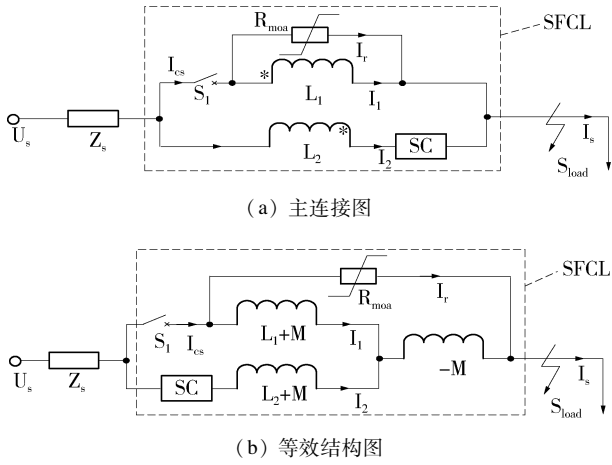 R_moa
I_r
SFCL
I_cs
*
S_1
L_1
I_1
U_s
Z_s
*
L_2
I_2
SC
I_s
S_load
(a) 主连接图
SFCL
R_moa
I_r
S_1
I_cs
L_1+M
I_1
-M
U_s
Z_s
SC
L_2+M
I_2
I_s
S_load
(b) 等效结构图